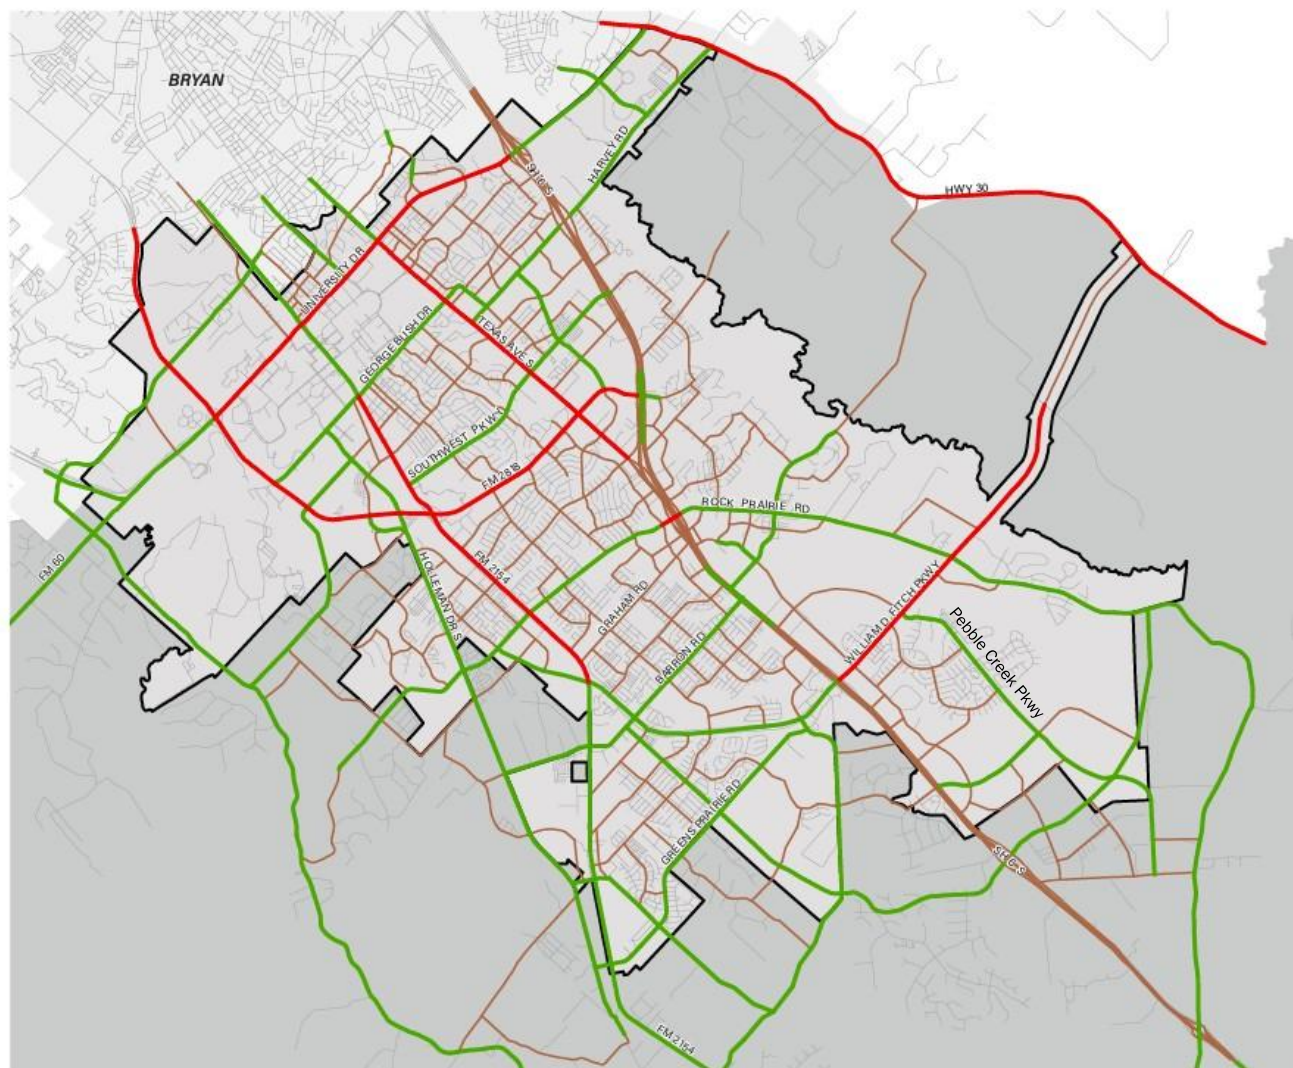 BRYAN
SH 6 S
HARVEY RD
HWY 30
UNIVERSITY DR
GEORGE BUSH DR
TEXAS AVE S
SOUTHWEST PKWY
FM 2818
ROCK PRAIRIE RD
FM 60
HOLLEMAN DR S
FM 2154
GRAHAM RD
BARRON RD
WILLIAM D. FITCH PKWY
Pebble Creek Pkwy
GREENS PRAIRIE RD
SH 6 S
FM 2154